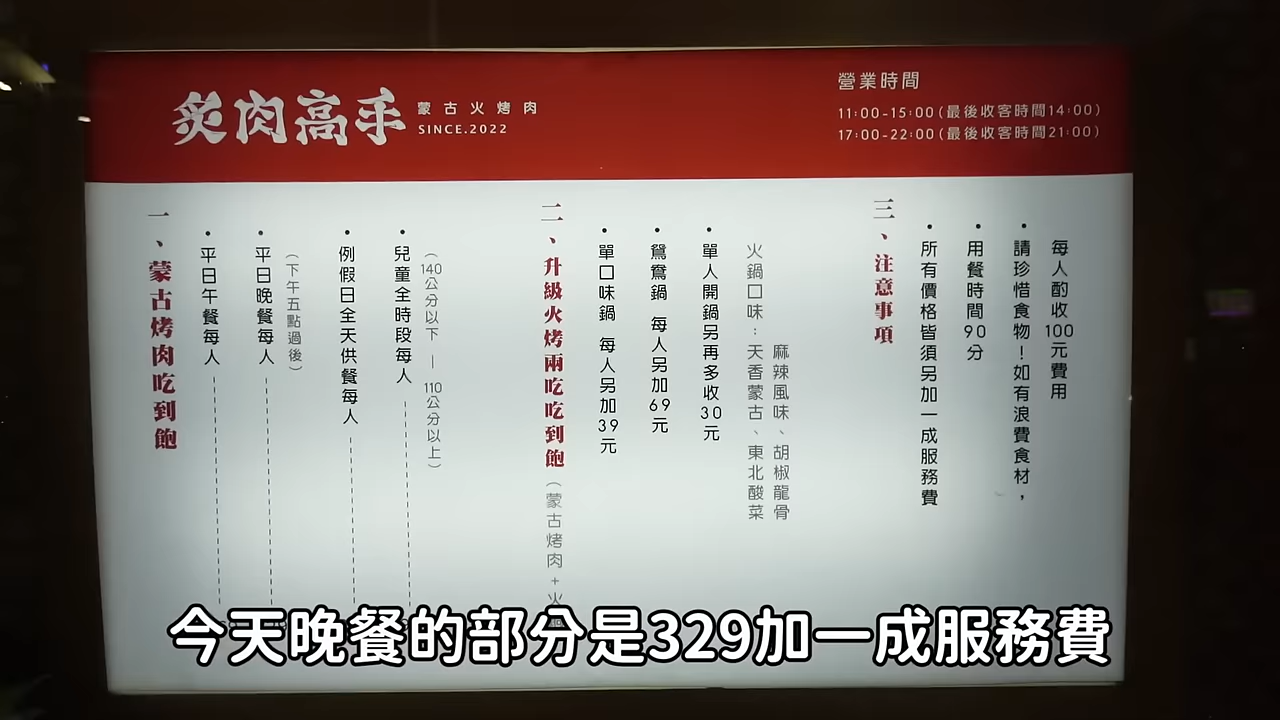 炙肉高手
蒙古火烤肉
SINCE.2022
營業時間
11:00-15:00(最後收客時間14:00)
17:00-22:00(最後收客時間21:00)
一、蒙古烤肉吃到飽
•平日午餐每人
•平日晚餐每人
(下午五點過後)
•例假日全天供餐每人
•兒童全時段每人
(140公分以下—110公分以上)
二、升級火烤兩吃吃到飽(蒙古烤肉+火
•單口味鍋 每人另加39元
•鴛鴦鍋 每人另加69元
•單人開鍋另再多收30元
火鍋口味：天香蒙古、東北酸菜
麻辣風味、胡椒龍骨
三、注意事項
•所有價格皆須另加一成服務費
•用餐時間90分
•請珍惜食物！如有浪費食材，
每人酌收100元費用
今天晚餐的部分是329加一成服務費